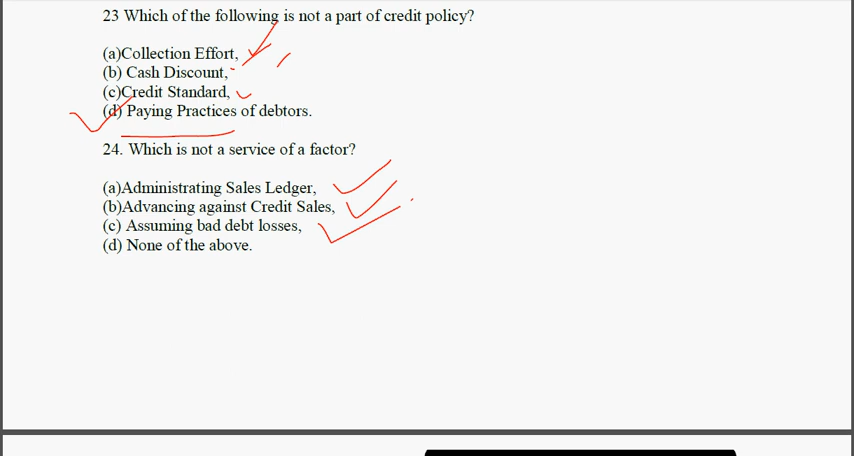 23 Which of the following is not a part of credit policy?
(a)Collection Effort,
(b) Cash Discount,
(c)Credit Standard,
(d) Paying Practices of debtors.
24. Which is not a service of a factor?
(a)Administrating Sales Ledger,
(b)Advancing against Credit Sales,
(c) Assuming bad debt losses,
(d) None of the above.